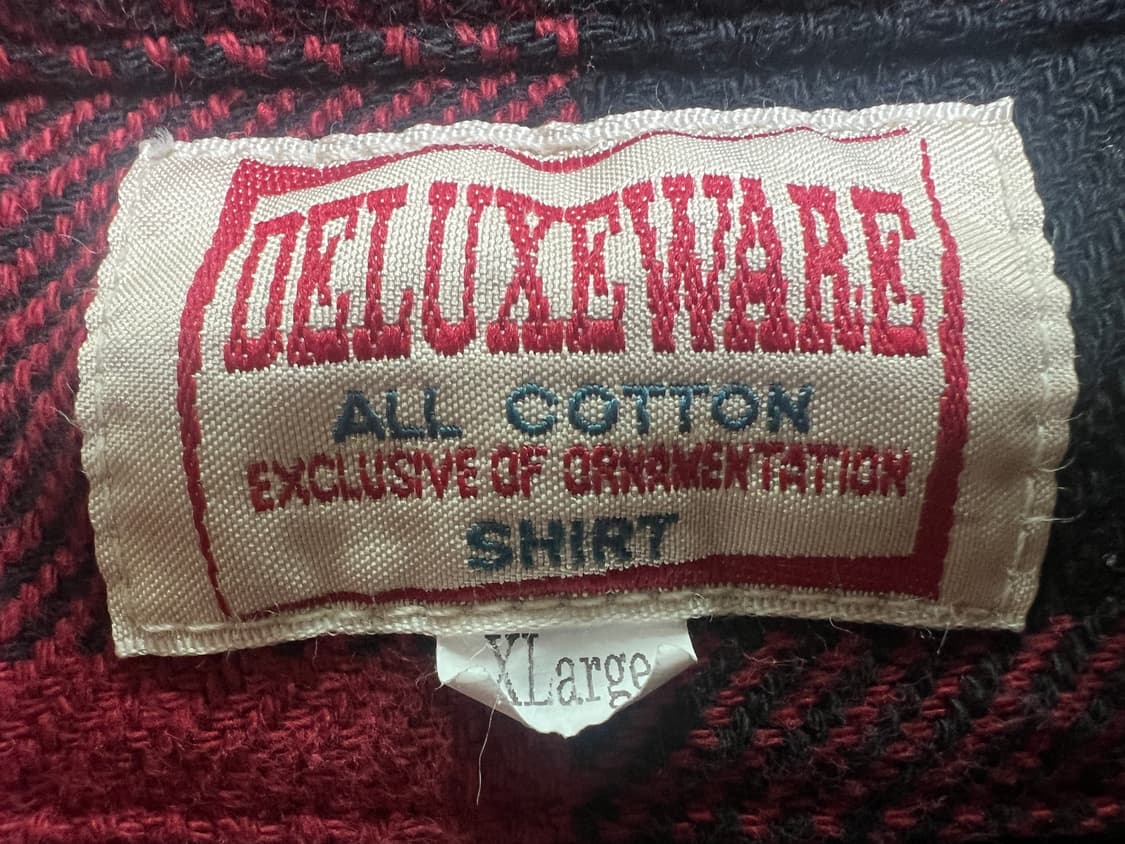 DELUXEWARE
ALL COTTON
EXCLUSIVE OF ORNAMENTATION
SHIRT
XLarge